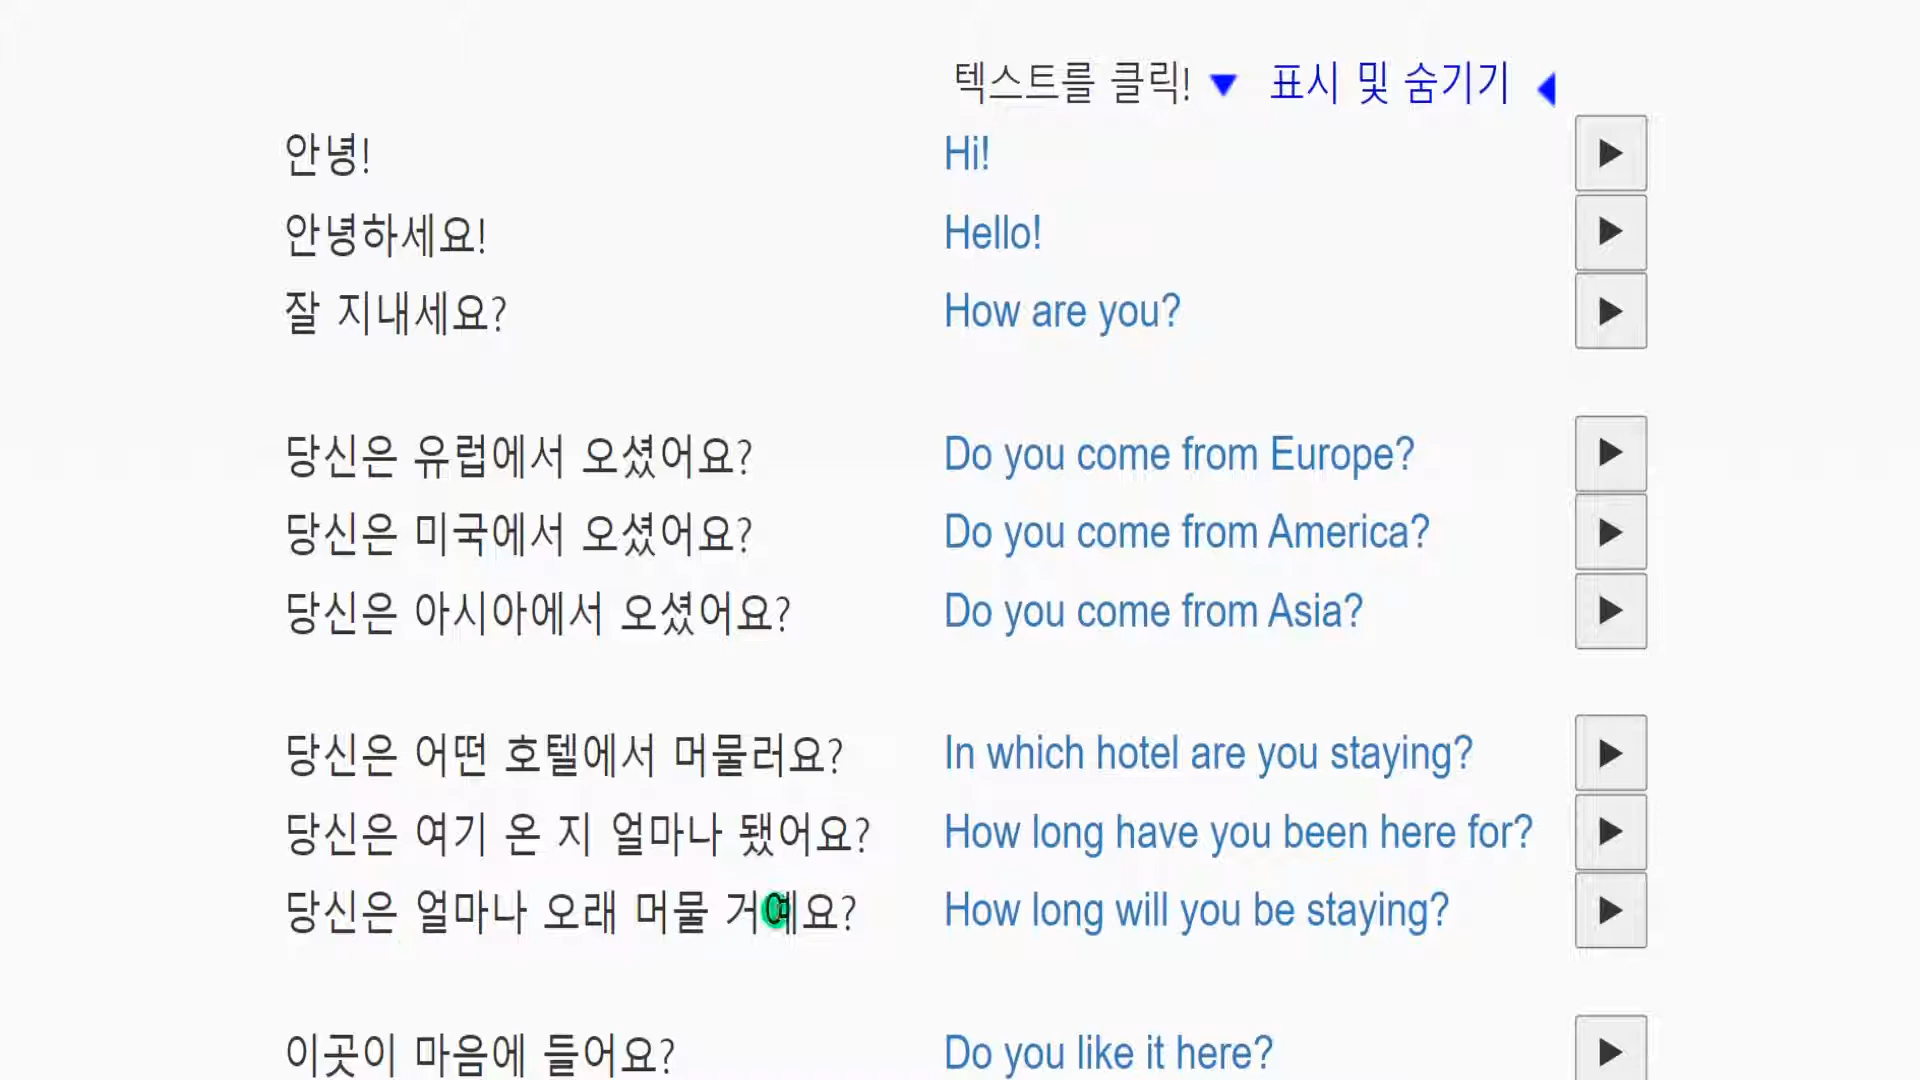 텍스트를 클릭! ▼ 표시 및 숨기기 ◀
안녕! Hi!
안녕하세요! Hello!
잘 지내세요? How are you?
당신은 유럽에서 오셨어요? Do you come from Europe?
당신은 미국에서 오셨어요? Do you come from America?
당신은 아시아에서 오셨어요? Do you come from Asia?
당신은 어떤 호텔에서 머물러요? In which hotel are you staying?
당신은 여기 온 지 얼마나 됐어요? How long have you been here for?
당신은 얼마나 오래 머물 거예요? How long will you be staying?
이곳이 마음에 들어요? Do you like it here?